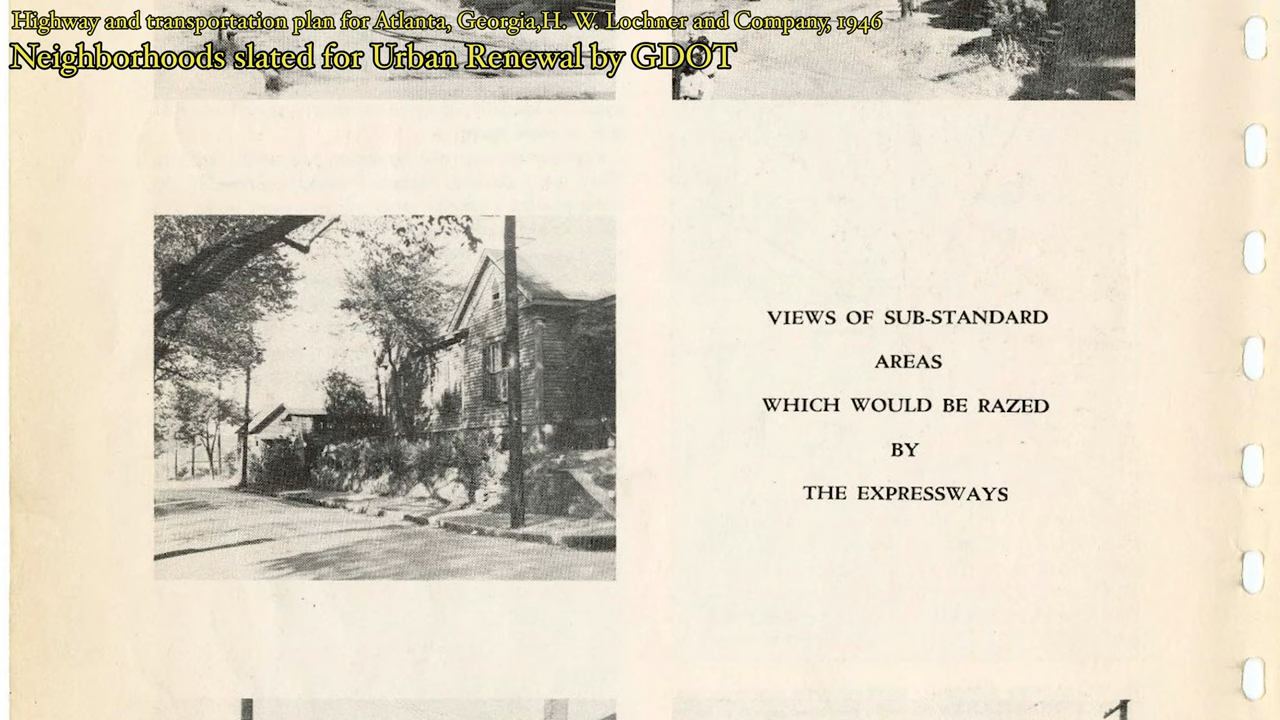 Highway and transportation plan for Atlanta, Georgia,H. W. Lochner and Company, 1946
Neighborhoods slated for Urban Renewal by GDOT
VIEWS OF SUB-STANDARD
AREAS
WHICH WOULD BE RAZED
BY
THE EXPRESSWAYS